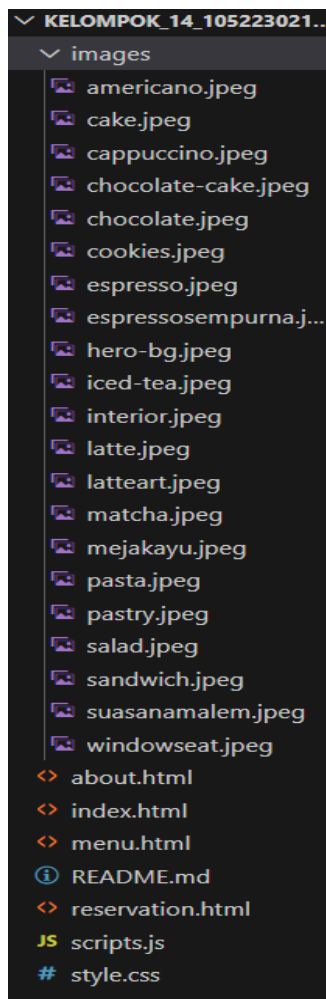 KELOMPOK_14_105223021..
images
americano.jpeg
cake.jpeg
cappuccino.jpeg
chocolate-cake.jpeg
chocolate.jpeg
cookies.jpeg
espresso.jpeg
espressosempurna.j...
hero-bg.jpeg
iced-tea.jpeg
interior.jpeg
latte.jpeg
latteart.jpeg
matcha.jpeg
mejakayu.jpeg
pasta.jpeg
pastry.jpeg
salad.jpeg
sandwich.jpeg
suasanamalem.jpeg
windowseat.jpeg
<> about.html
<> index.html
<> menu.html
README.md
<> reservation.html
JS scripts.js
# style.css